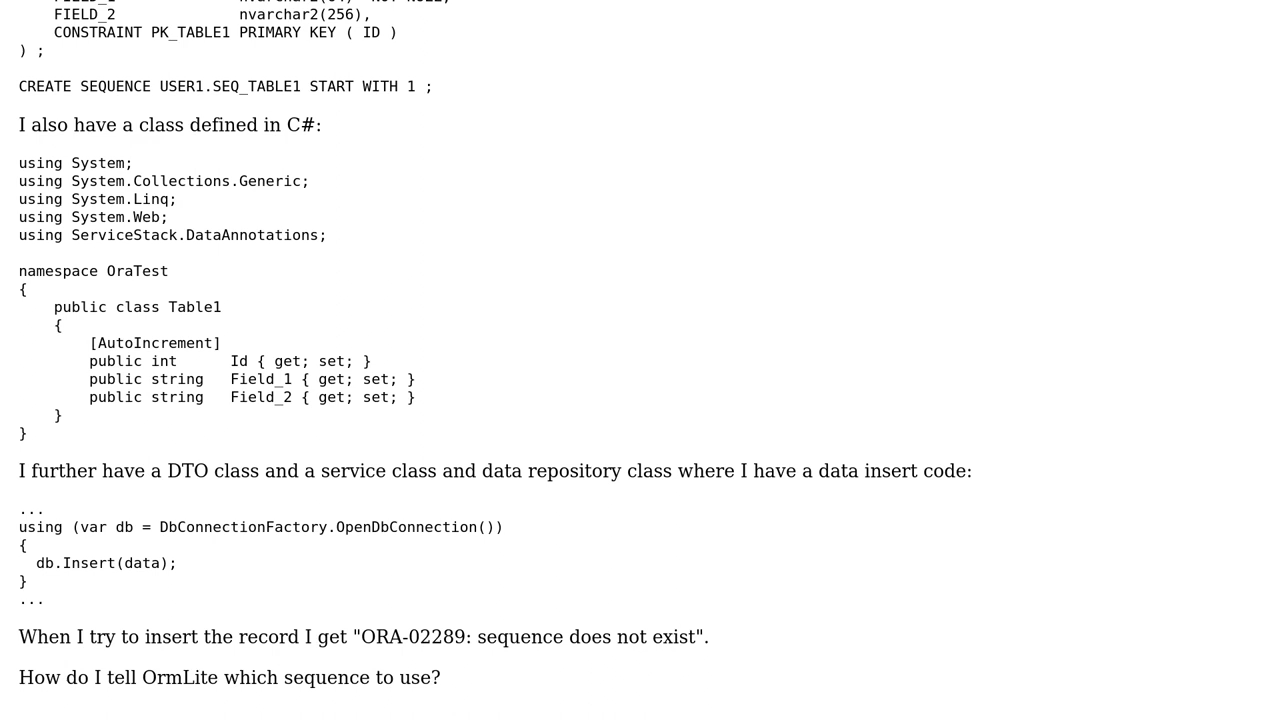 FIELD_2              nvarchar2(256),
    CONSTRAINT PK_TABLE1 PRIMARY KEY ( ID )
) ;

CREATE SEQUENCE USER1.SEQ_TABLE1 START WITH 1 ;

I also have a class defined in C#:

using System;
using System.Collections.Generic;
using System.Linq;
using System.Web;
using ServiceStack.DataAnnotations;

namespace OraTest
{
    public class Table1
    {
        [AutoIncrement]
        public int      Id { get; set; }
        public string   Field_1 { get; set; }
        public string   Field_2 { get; set; }
    }
}

I further have a DTO class and a service class and data repository class where I have a data insert code:

...
using (var db = DbConnectionFactory.OpenDbConnection())
{
  db.Insert(data);
}
...

When I try to insert the record I get "ORA-02289: sequence does not exist".

How do I tell OrmLite which sequence to use?